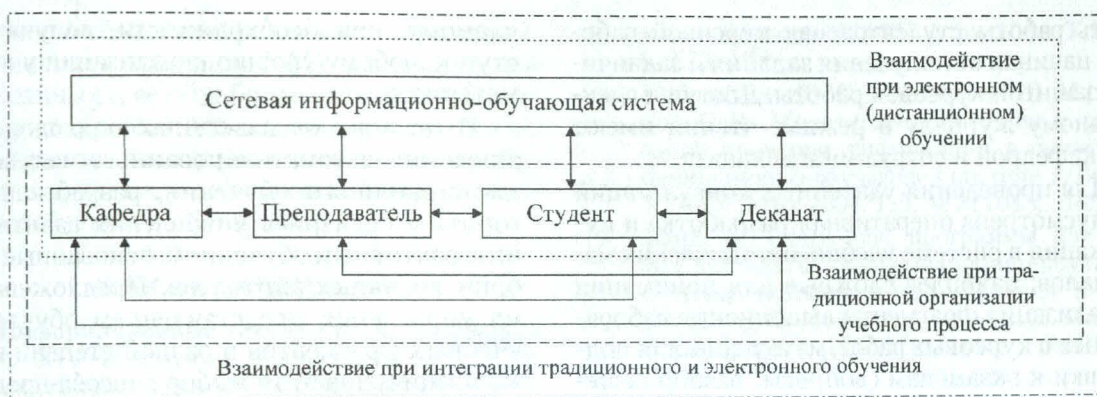 Взаимодействие
при электронном
(дистанционном)
обучении
Сетевая информационно-обучающая система
Кафедра Преподаватель Студент Деканат
Взаимодействие при тра-
диционной организации
учебного процесса
Взаимодействие при интеграции традиционного и электронного обучения